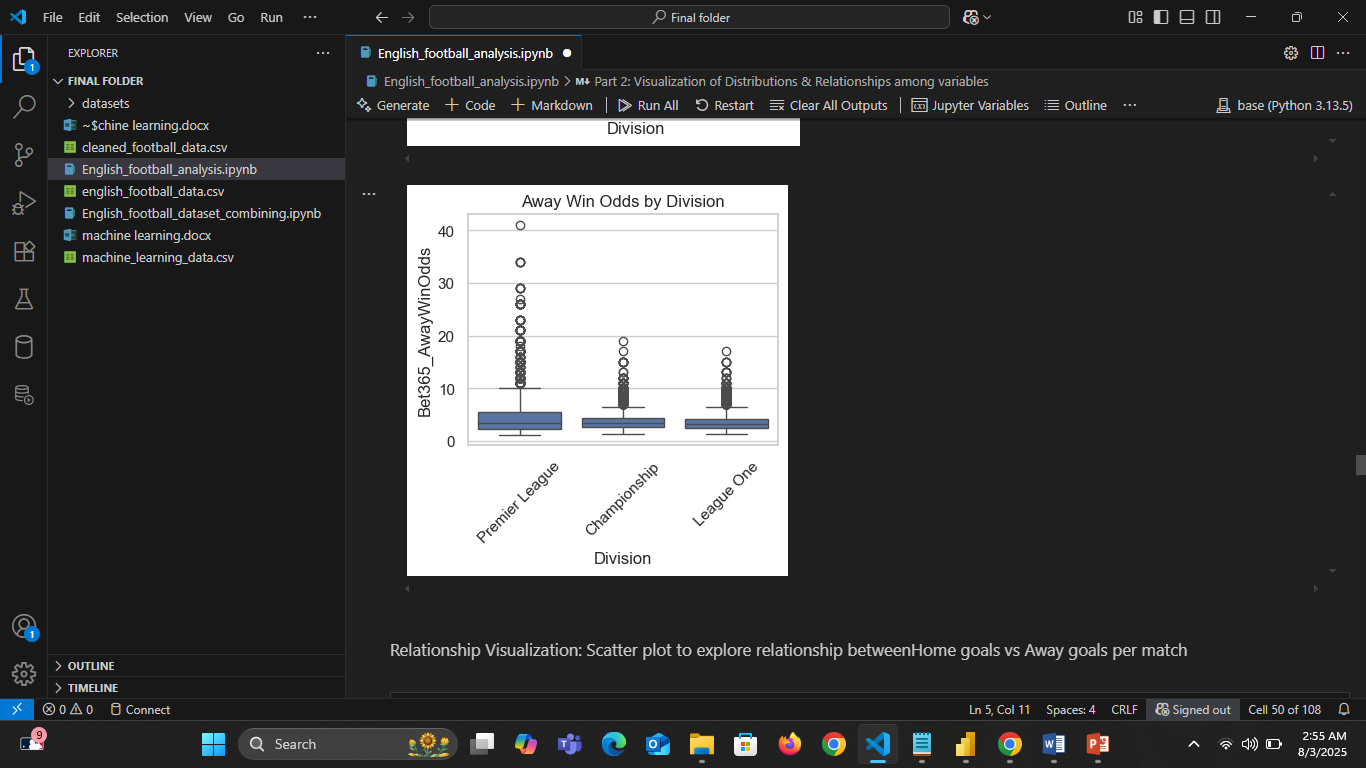 File Edit Selection View Go Run ···
Final folder
EXPLORER ···
FINAL FOLDER
datasets
~$chine learning.docx
cleaned_football_data.csv
English_football_analysis.ipynb
english_football_data.csv
English_football_dataset_combining.ipynb
machine learning.docx
machine_learning_data.csv
OUTLINE
TIMELINE
1
1
English_football_analysis.ipynb
English_football_analysis.ipynb > M↓ Part 2: Visualization of Distributions & Relationships among variables
Generate + Code + Markdown Run All Restart Clear All Outputs Jupyter Variables Outline ··· base (Python 3.13.5)
Division
Away Win Odds by Division
Bet365_AwayWinOdds
40
30
20
10
0
Premier League
Championship
League One
Division
Relationship Visualization: Scatter plot to explore relationship betweenHome goals vs Away goals per match
0 0 Connect Ln 5, Col 11 Spaces: 4 CRLF Signed out Cell 50 of 108
9
Search
2:55 AM
8/3/2025